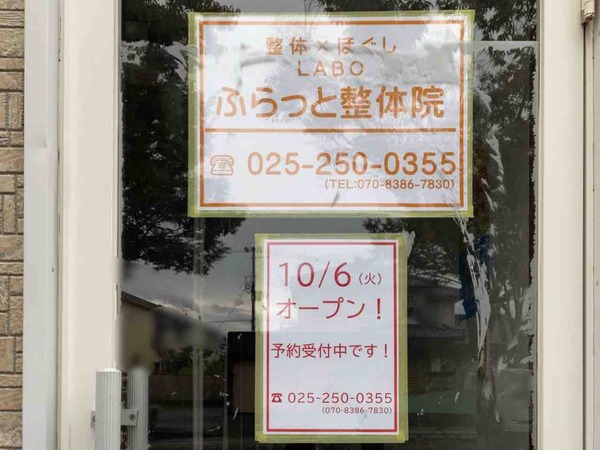 整体×ほぐし
LABO
ふらっと整体院
☎ 025-250-0355
(TEL:070-8386-7830)
10/6(火)
オープン!
予約受付中です!
☎ 025-250-0355
(070-8386-7830)